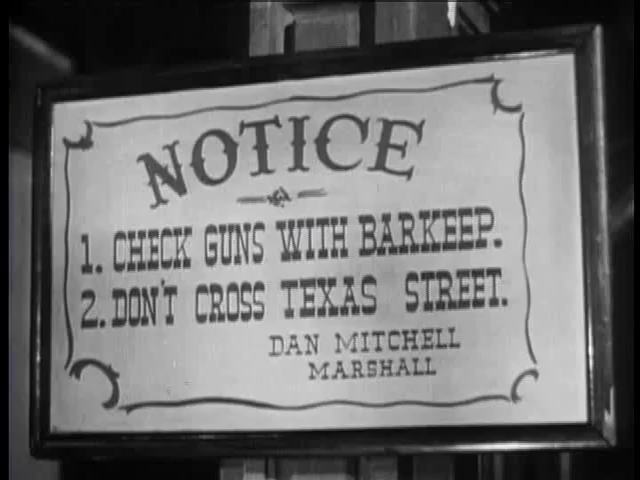 NOTICE
1. CHECK GUNS WITH BARKEEP.
2. DON'T CROSS TEXAS STREET.
DAN MITCHELL
MARSHALL